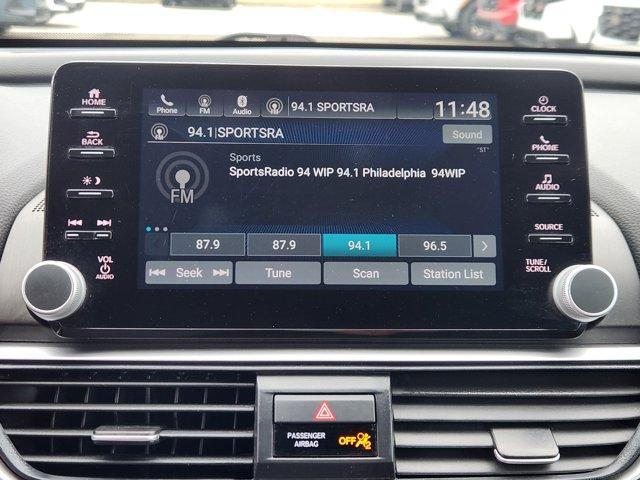 HOME
BACK
VOL
AUDIO
Phone
FM
Audio
94.1 SPORTSRA
11:48
94.1|SPORTSRA
Sound
"ST"
Sports
SportsRadio 94 WIP 94.1 Philadelphia 94WIP
FM
87.9
87.9
94.1
96.5
Seek
Tune
Scan
Station List
CLOCK
PHONE
AUDIO
SOURCE
TUNE/
SCROLL
PASSENGER
AIRBAG
OFF
2